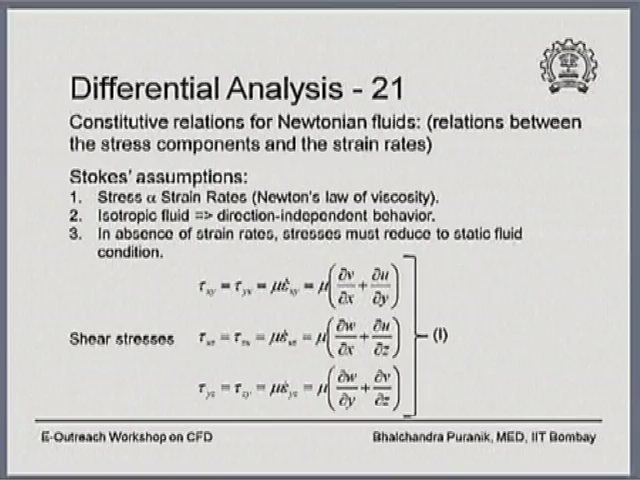 Differential Analysis - 21
Constitutive relations for Newtonian fluids: (relations between
the stress components and the strain rates)
Stokes' assumptions:
1. Stress α Strain Rates (Newton's law of viscosity).
2. Isotropic fluid => direction-independent behavior.
3. In absence of strain rates, stresses must reduce to static fluid
condition.
τxy = τyx = με̇xy = μ(∂v/∂x + ∂u/∂y)
Shear stresses τxz = τzx = με̇xz = μ(∂w/∂x + ∂u/∂z) (I)
τyz = τzy = με̇yz = μ(∂w/∂y + ∂v/∂z)
E-Outreach Workshop on CFD
Bhalchandra Puranik, MED, IIT Bombay